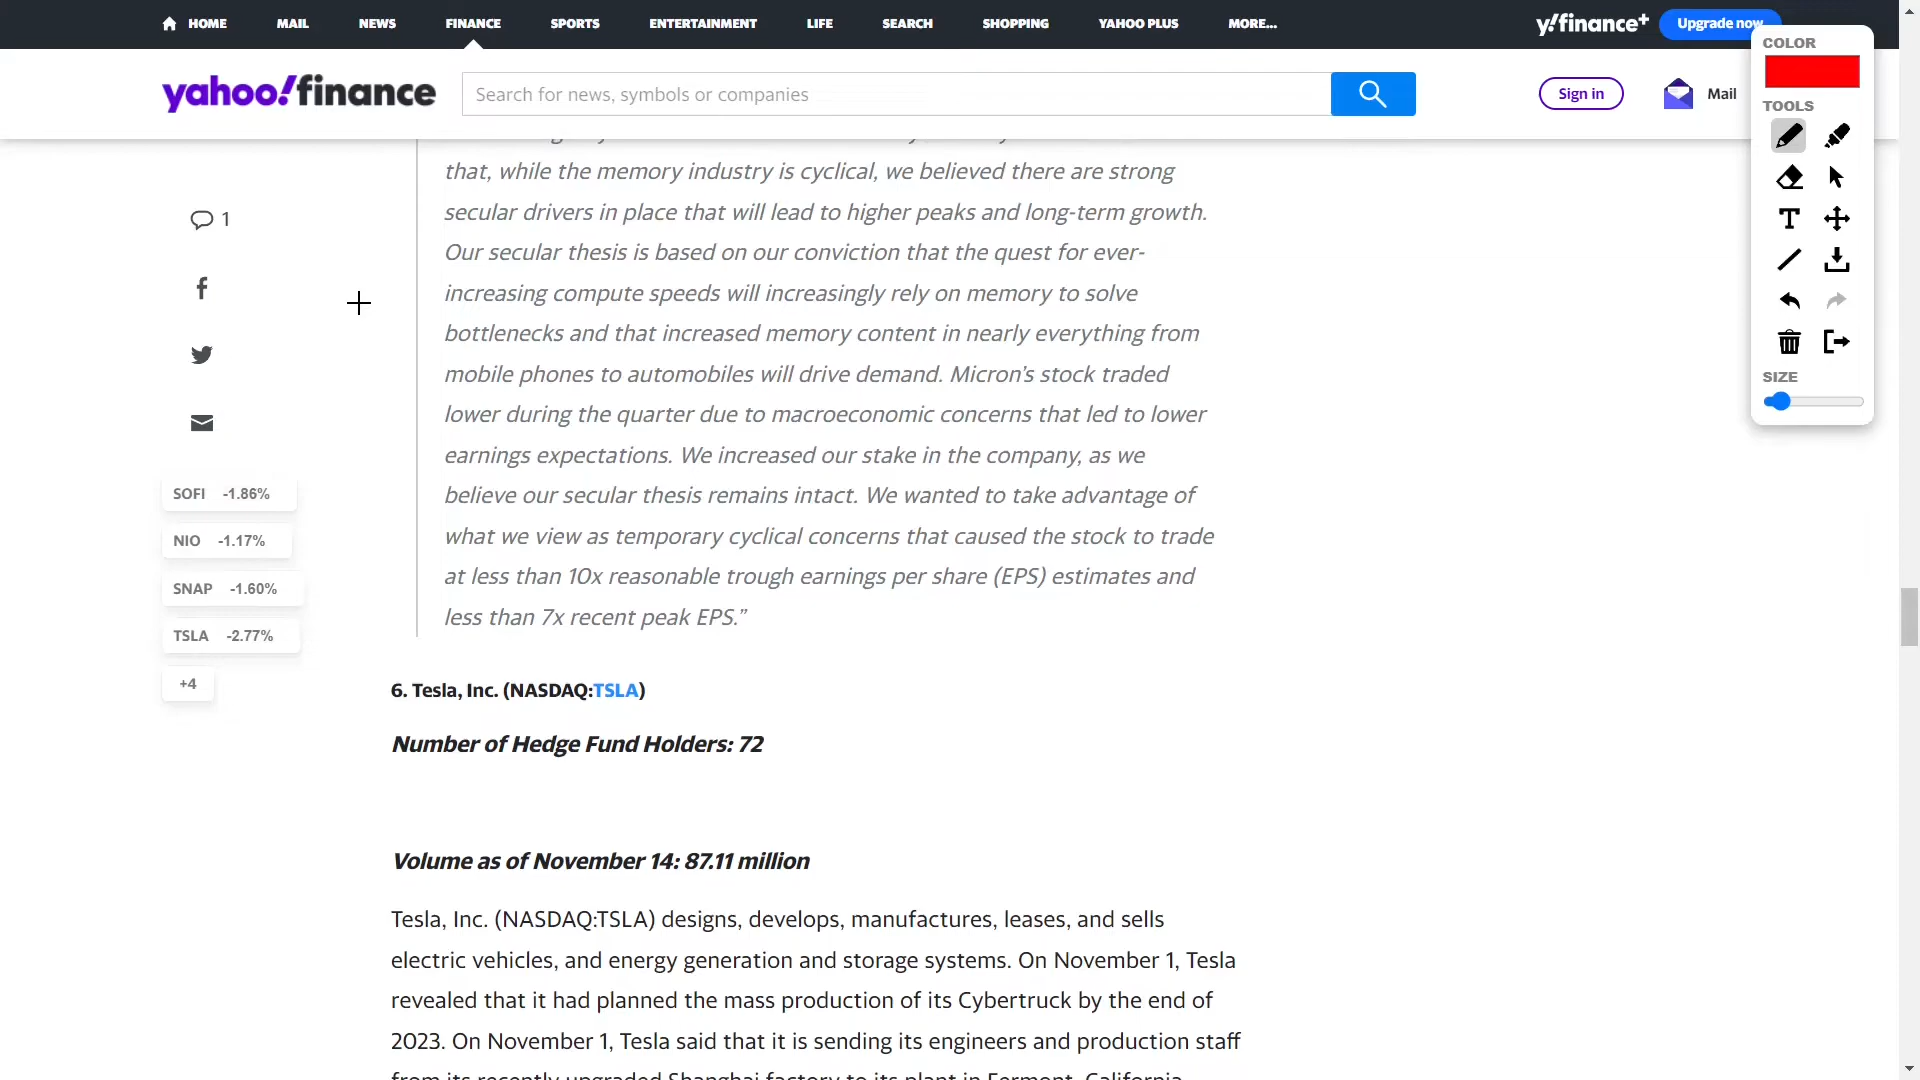 HOME MAIL NEWS FINANCE SPORTS ENTERTAINMENT LIFE SEARCH SHOPPING YAHOO PLUS MORE...
y!finance+ Upgrade now
yahoo!finance
Search for news, symbols or companies
Sign in
Mail
COLOR
TOOLS
T
SIZE
1
SOFI -1.86%
NIO -1.17%
SNAP -1.60%
TSLA -2.77%
+4
that, while the memory industry is cyclical, we believed there are strong
secular drivers in place that will lead to higher peaks and long-term growth.
Our secular thesis is based on our conviction that the quest for ever-
increasing compute speeds will increasingly rely on memory to solve
bottlenecks and that increased memory content in nearly everything from
mobile phones to automobiles will drive demand. Micron’s stock traded
lower during the quarter due to macroeconomic concerns that led to lower
earnings expectations. We increased our stake in the company, as we
believe our secular thesis remains intact. We wanted to take advantage of
what we view as temporary cyclical concerns that caused the stock to trade
at less than 10x reasonable trough earnings per share (EPS) estimates and
less than 7x recent peak EPS.”
6. Tesla, Inc. (NASDAQ:TSLA)
Number of Hedge Fund Holders: 72
Volume as of November 14: 87.11 million
Tesla, Inc. (NASDAQ:TSLA) designs, develops, manufactures, leases, and sells
electric vehicles, and energy generation and storage systems. On November 1, Tesla
revealed that it had planned the mass production of its Cybertruck by the end of
2023. On November 1, Tesla said that it is sending its engineers and production staff
from its recently upgraded Shanghai factory to its plant in Fermont, California